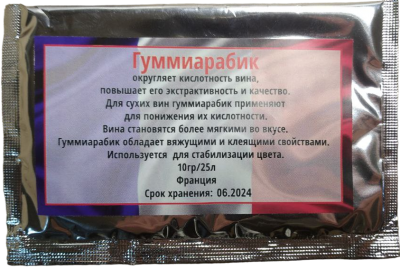 Гуммиарабик
округляет кислотность вина,
повышает его экстрактивность и качество.
Для сухих вин гуммиарабик применяют
для понижения их кислотности.
Вина становятся более мягкими во вкусе.
Гуммиарабик обладает вяжущими и клеящими свойствами.
Используется для стабилизации цвета.
10гр/25л
Франция
Срок хранения: 06.2024